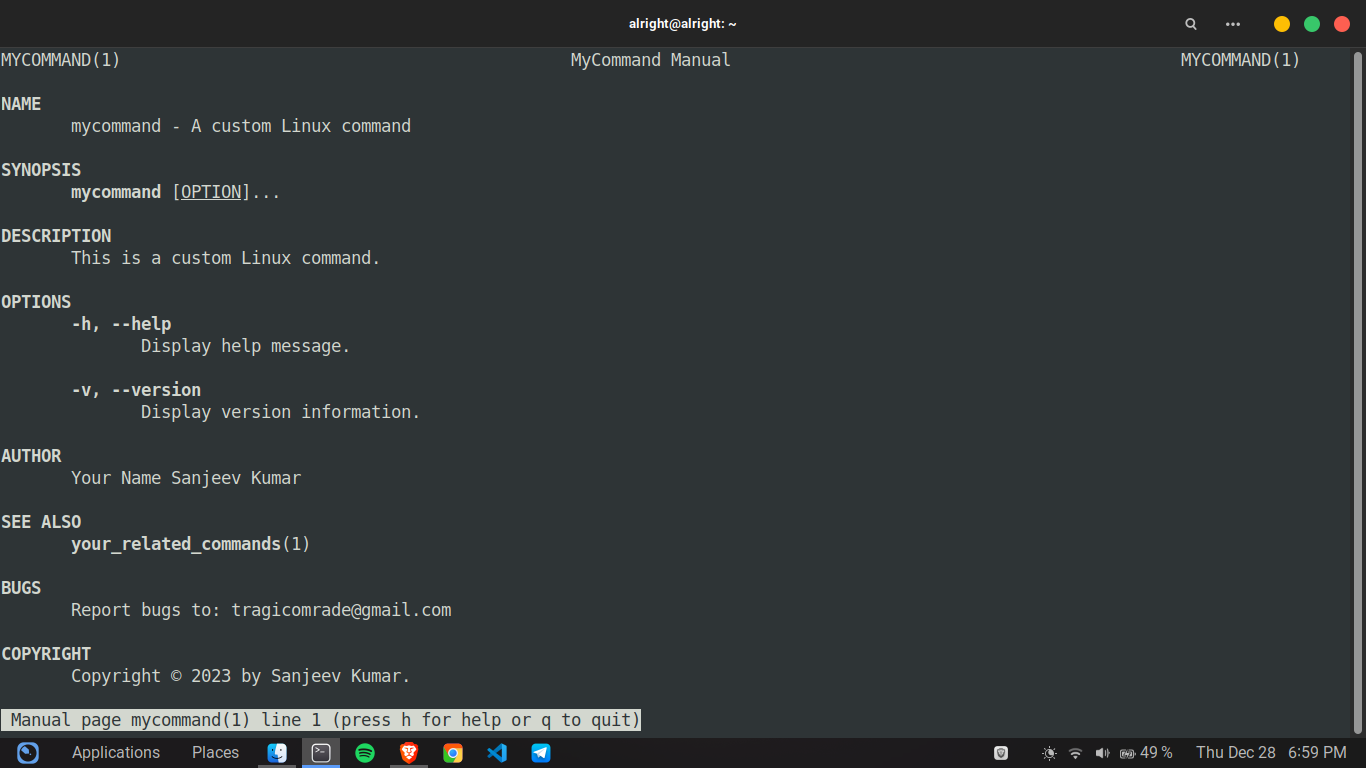 alright@alright: ~
MYCOMMAND(1) MyCommand Manual MYCOMMAND(1)
NAME
mycommand - A custom Linux command
SYNOPSIS
mycommand [OPTION]...
DESCRIPTION
This is a custom Linux command.
OPTIONS
-h, --help
Display help message.
-v, --version
Display version information.
AUTHOR
Your Name Sanjeev Kumar
SEE ALSO
your_related_commands(1)
BUGS
Report bugs to: tragicomrade@gmail.com
COPYRIGHT
Copyright © 2023 by Sanjeev Kumar.
Manual page mycommand(1) line 1 (press h for help or q to quit)
Applications Places 49 % Thu Dec 28 6:59 PM